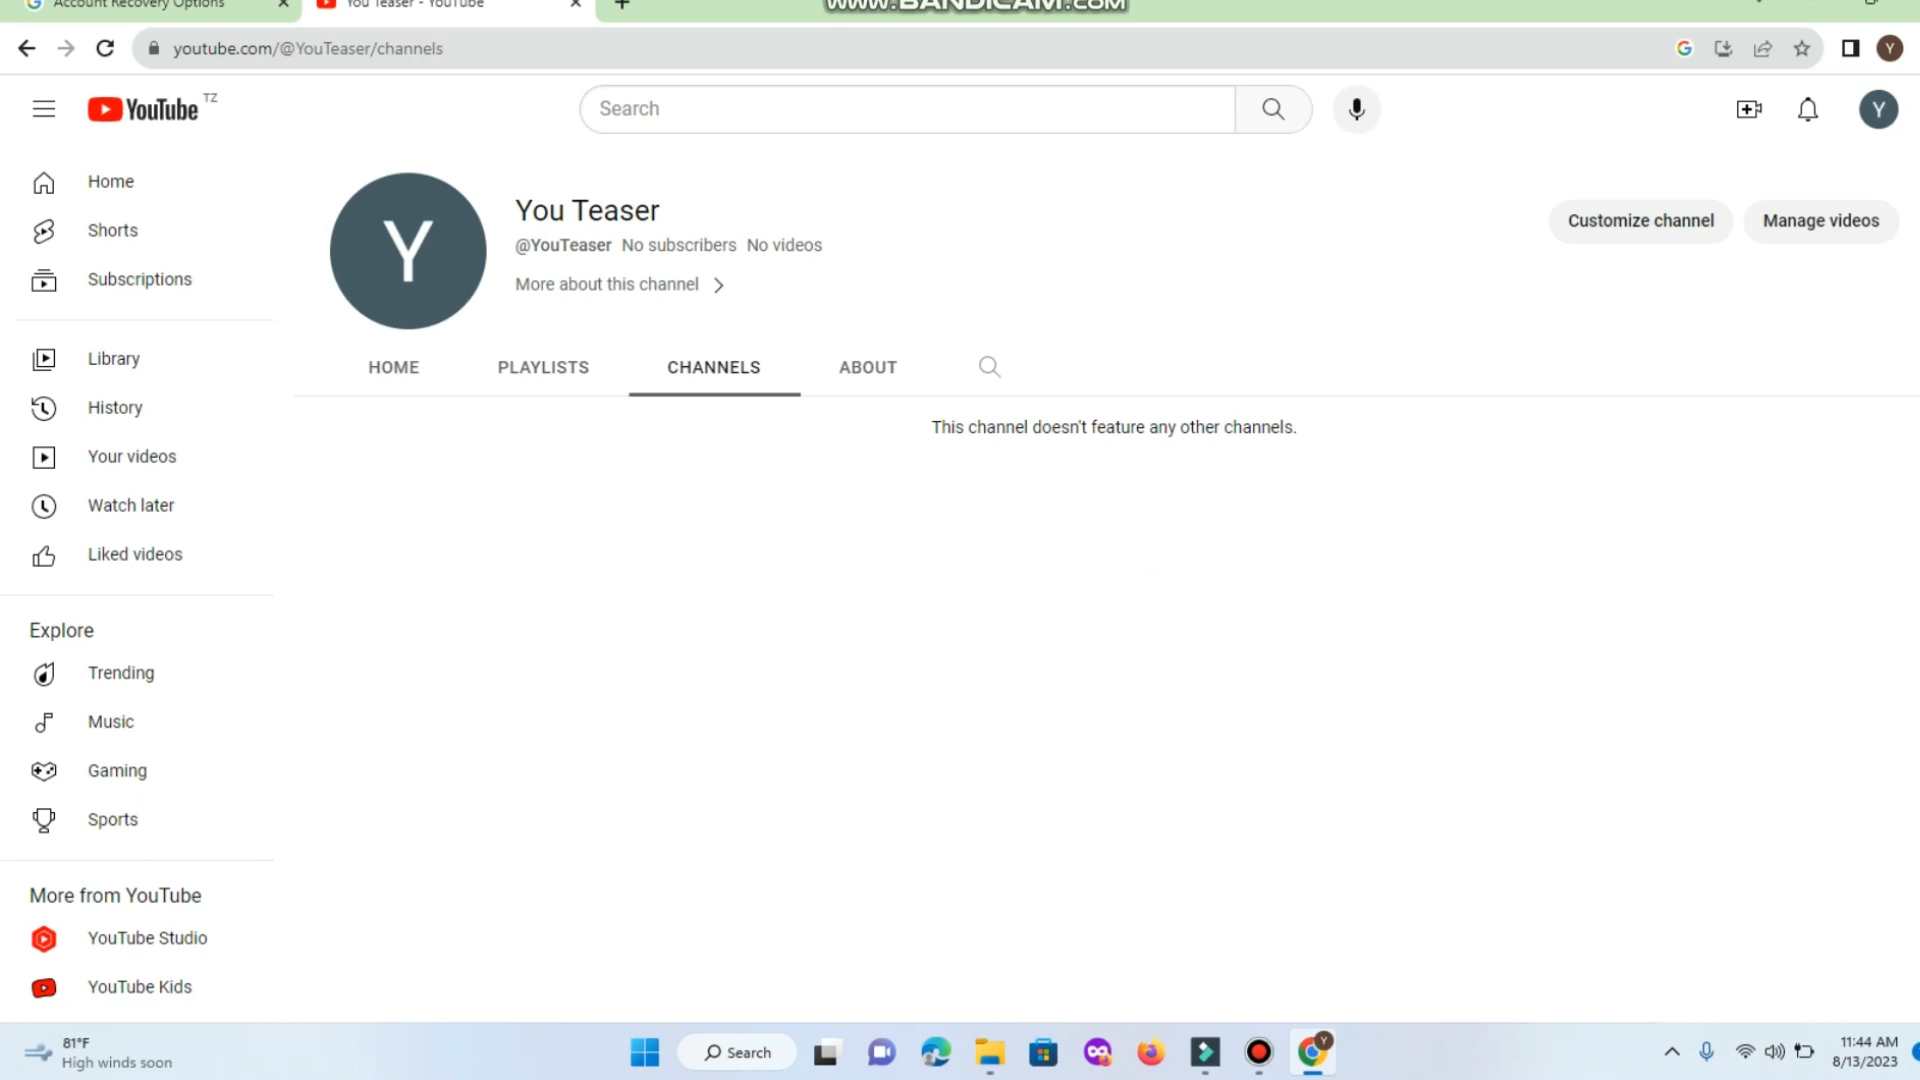 Account Recovery Options
You Teaser - YouTube
www.BANDICAM.com
youtube.com/@YouTeaser/channels
Y
YouTube TZ
Search
Y
Home
Shorts
Subscriptions
Library
History
Your videos
Watch later
Liked videos
Explore
Trending
Music
Gaming
Sports
More from YouTube
YouTube Studio
YouTube Kids
Y
You Teaser
@YouTeaser No subscribers No videos
More about this channel
Customize channel
Manage videos
HOME PLAYLISTS CHANNELS ABOUT
This channel doesn't feature any other channels.
81°F
High winds soon
Search
Y
11:44 AM
8/13/2023